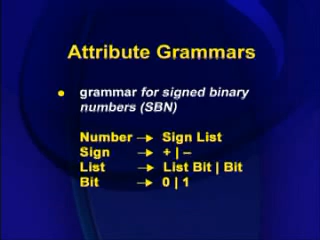 Attribute Grammars
● grammar for signed binary
numbers (SBN)
Number → Sign List
Sign → + | –
List → List Bit | Bit
Bit → 0 | 1